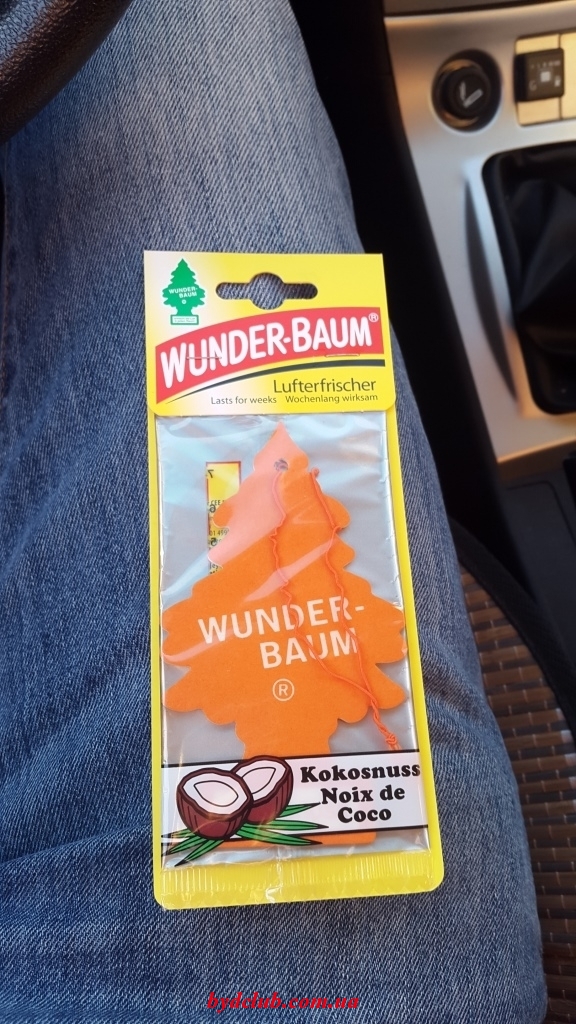 WUNDER-
BAUM
WUNDER-BAUM®
Lufterfrischer
Lasts for weeks Wochenlang wirksam
WUNDER-
BAUM
®
Kokosnuss
Noix de
Coco
bydclub.com.ua